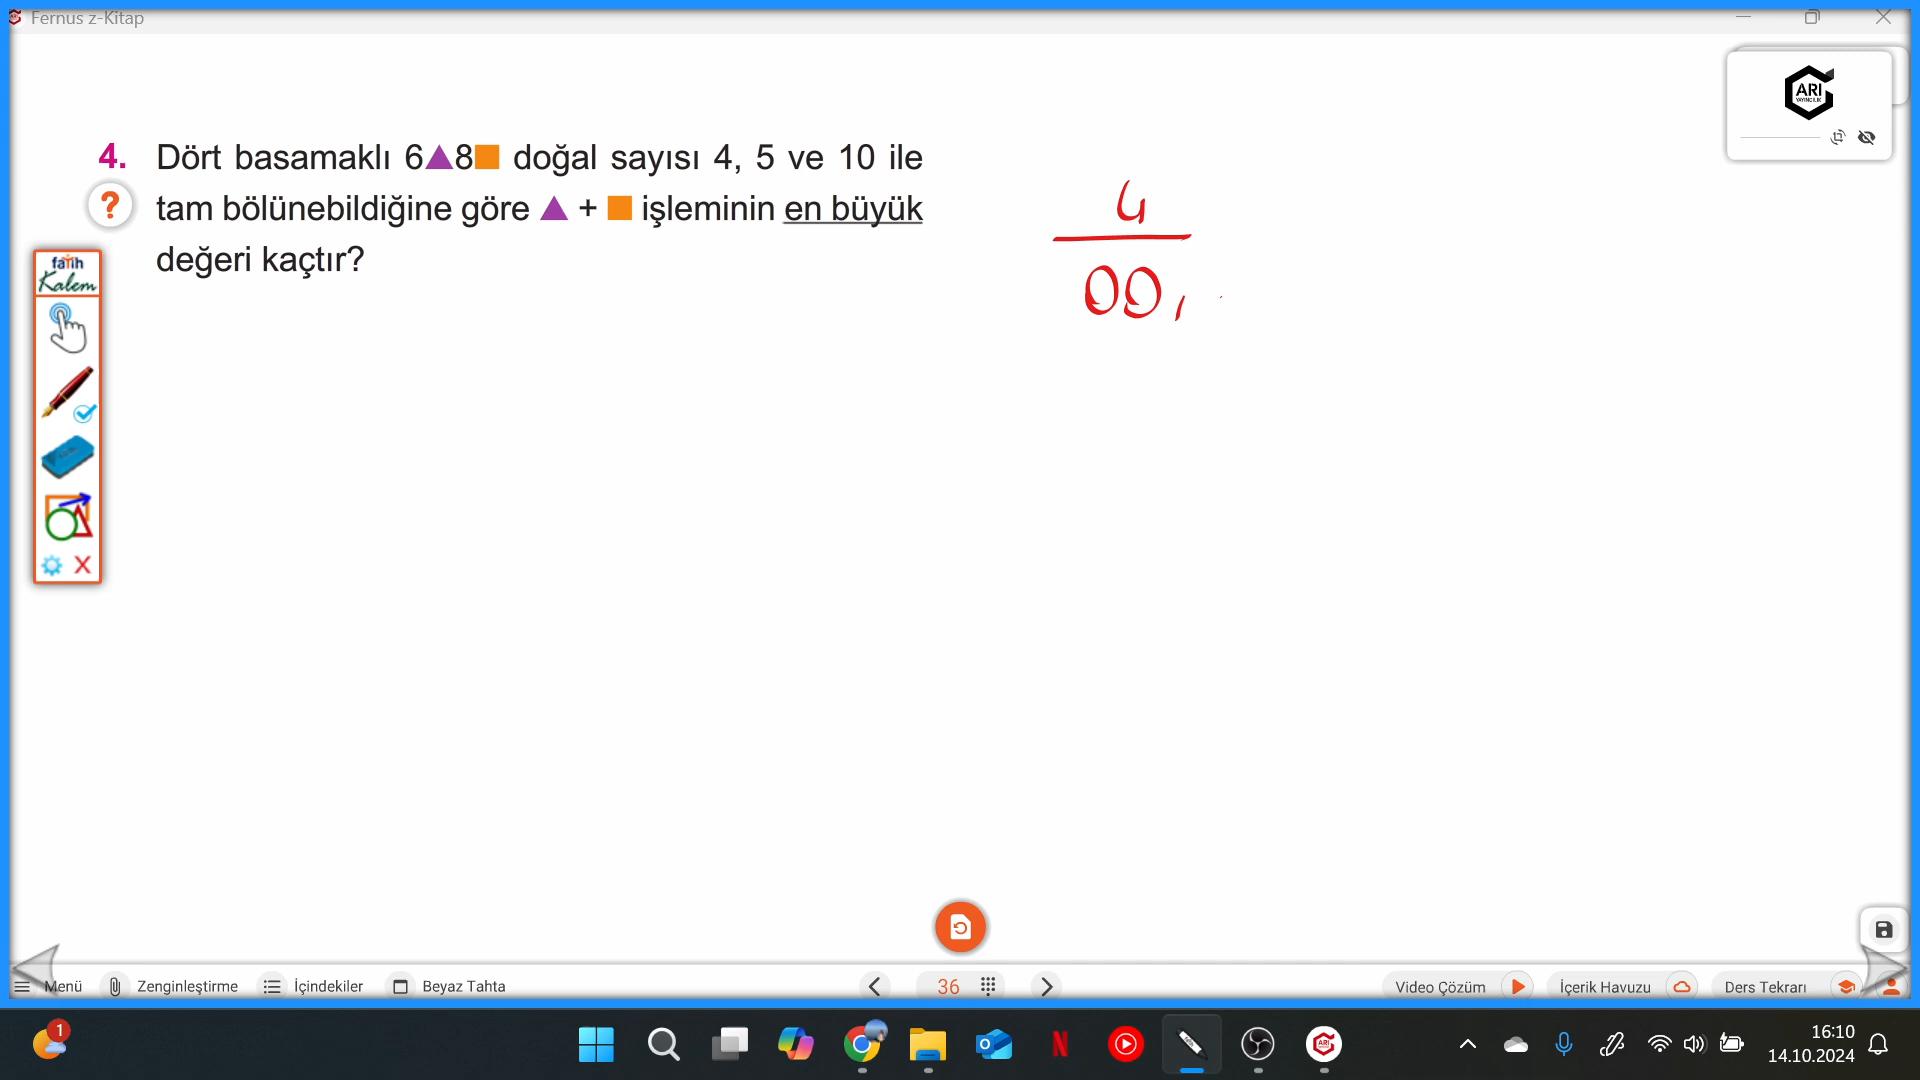 Fernus z-Kitap
ARI
YAYINCILIK
4. Dört basamaklı 6▲8■ doğal sayısı 4, 5 ve 10 ile
? tam bölünebildiğine göre ▲ + ■ işleminin en büyük
değeri kaçtır?
4
00,
fatih
Kalem
Menü
Zenginleştirme
İçindekiler
Beyaz Tahta
36
Video Çözüm
İçerik Havuzu
Ders Tekrarı
1
16:10
14.10.2024